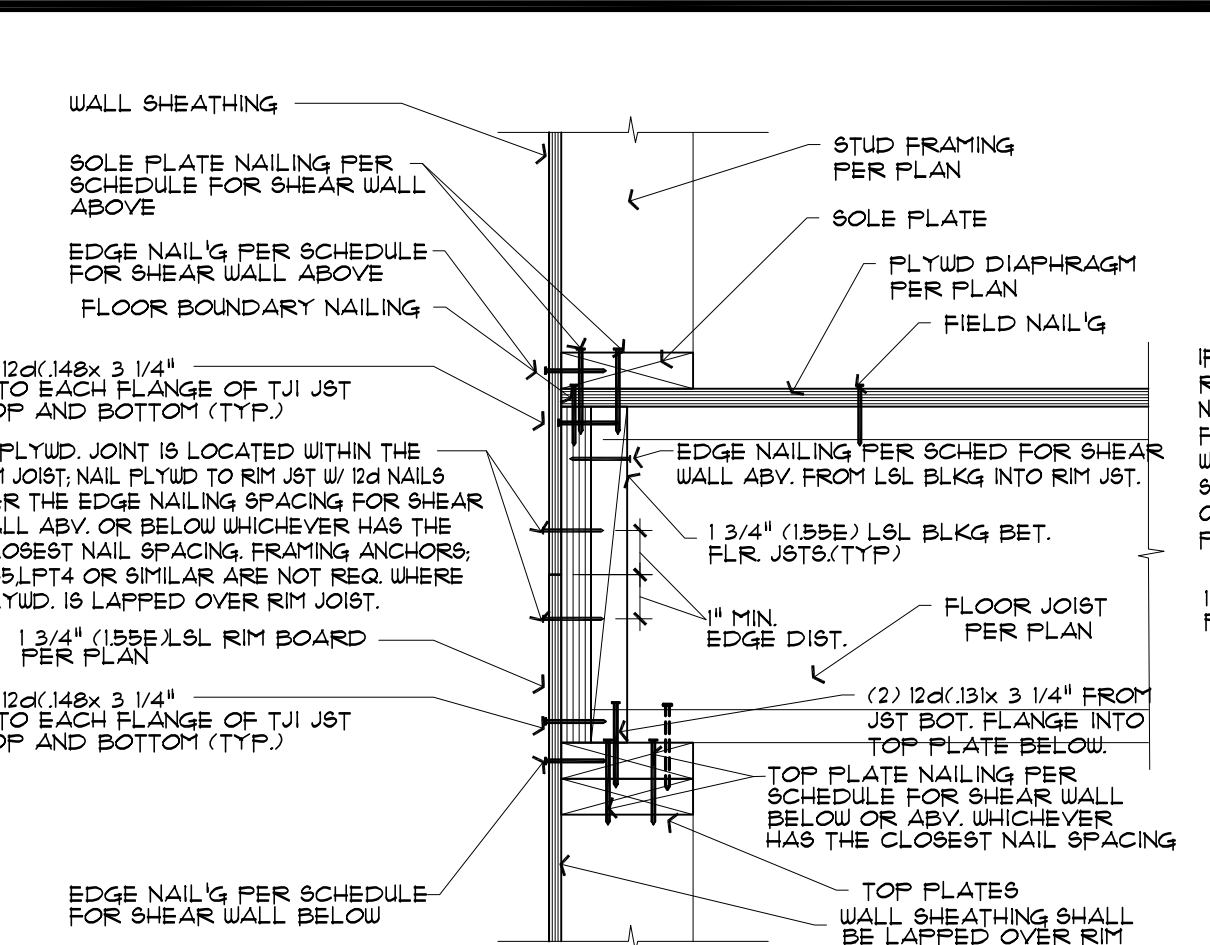 WALL SHEATHING
SOLE PLATE NAILING PER
SCHEDULE FOR SHEAR WALL
ABOVE
EDGE NAIL'G PER SCHEDULE
FOR SHEAR WALL ABOVE
FLOOR BOUNDARY NAILING
12d(.148x 3 1/4"
TO EACH FLANGE OF TJI JST
OP AND BOTTOM (TYP.)
PLYWD. JOINT IS LOCATED WITHIN THE
M JOIST; NAIL PLYWD TO RIM JST W/ 12d NAILS
R THE EDGE NAILING SPACING FOR SHEAR
ALL ABV. OR BELOW WHICHEVER HAS THE
OSEST NAIL SPACING. FRAMING ANCHORS;
5,LPT4 OR SIMILAR ARE NOT REQ. WHERE
YWD. IS LAPPED OVER RIM JOIST.
1 3/4" (1.55E)LSL RIM BOARD
PER PLAN
12d(.148x 3 1/4"
TO EACH FLANGE OF TJI JST
OP AND BOTTOM (TYP.)
EDGE NAIL'G PER SCHEDULE
FOR SHEAR WALL BELOW
STUD FRAMING
PER PLAN
SOLE PLATE
PLYWD DIAPHRAGM
PER PLAN
FIELD NAIL'G
EDGE NAILING PER SCHED FOR SHEAR
WALL ABV. FROM LSL BLKG INTO RIM JST.
1 3/4" (1.55E) LSL BLKG BET.
FLR. JSTS.(TYP)
1" MIN.
EDGE DIST.
FLOOR JOIST
PER PLAN
(2) 12d(.131x 3 1/4" FROM
JST BOT. FLANGE INTO
TOP PLATE BELOW.
TOP PLATE NAILING PER
SCHEDULE FOR SHEAR WALL
BELOW OR ABV. WHICHEVER
HAS THE CLOSEST NAIL SPACING
TOP PLATES
WALL SHEATHING SHALL
BE LAPPED OVER RIM